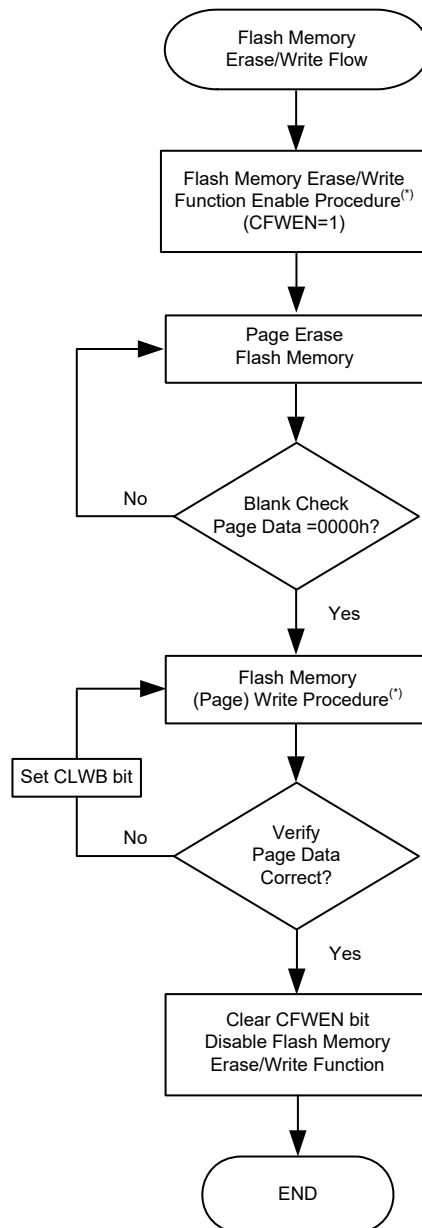 Flash Memory
Erase/Write Flow
Flash Memory Erase/Write
Function Enable Procedure(*)
(CFWEN=1)
Page Erase
Flash Memory
No
Blank Check
Page Data =0000h?
Yes
Flash Memory
(Page) Write Procedure(*)
Set CLWB bit
No
Verify
Page Data
Correct?
Yes
Clear CFWEN bit
Disable Flash Memory
Erase/Write Function
END